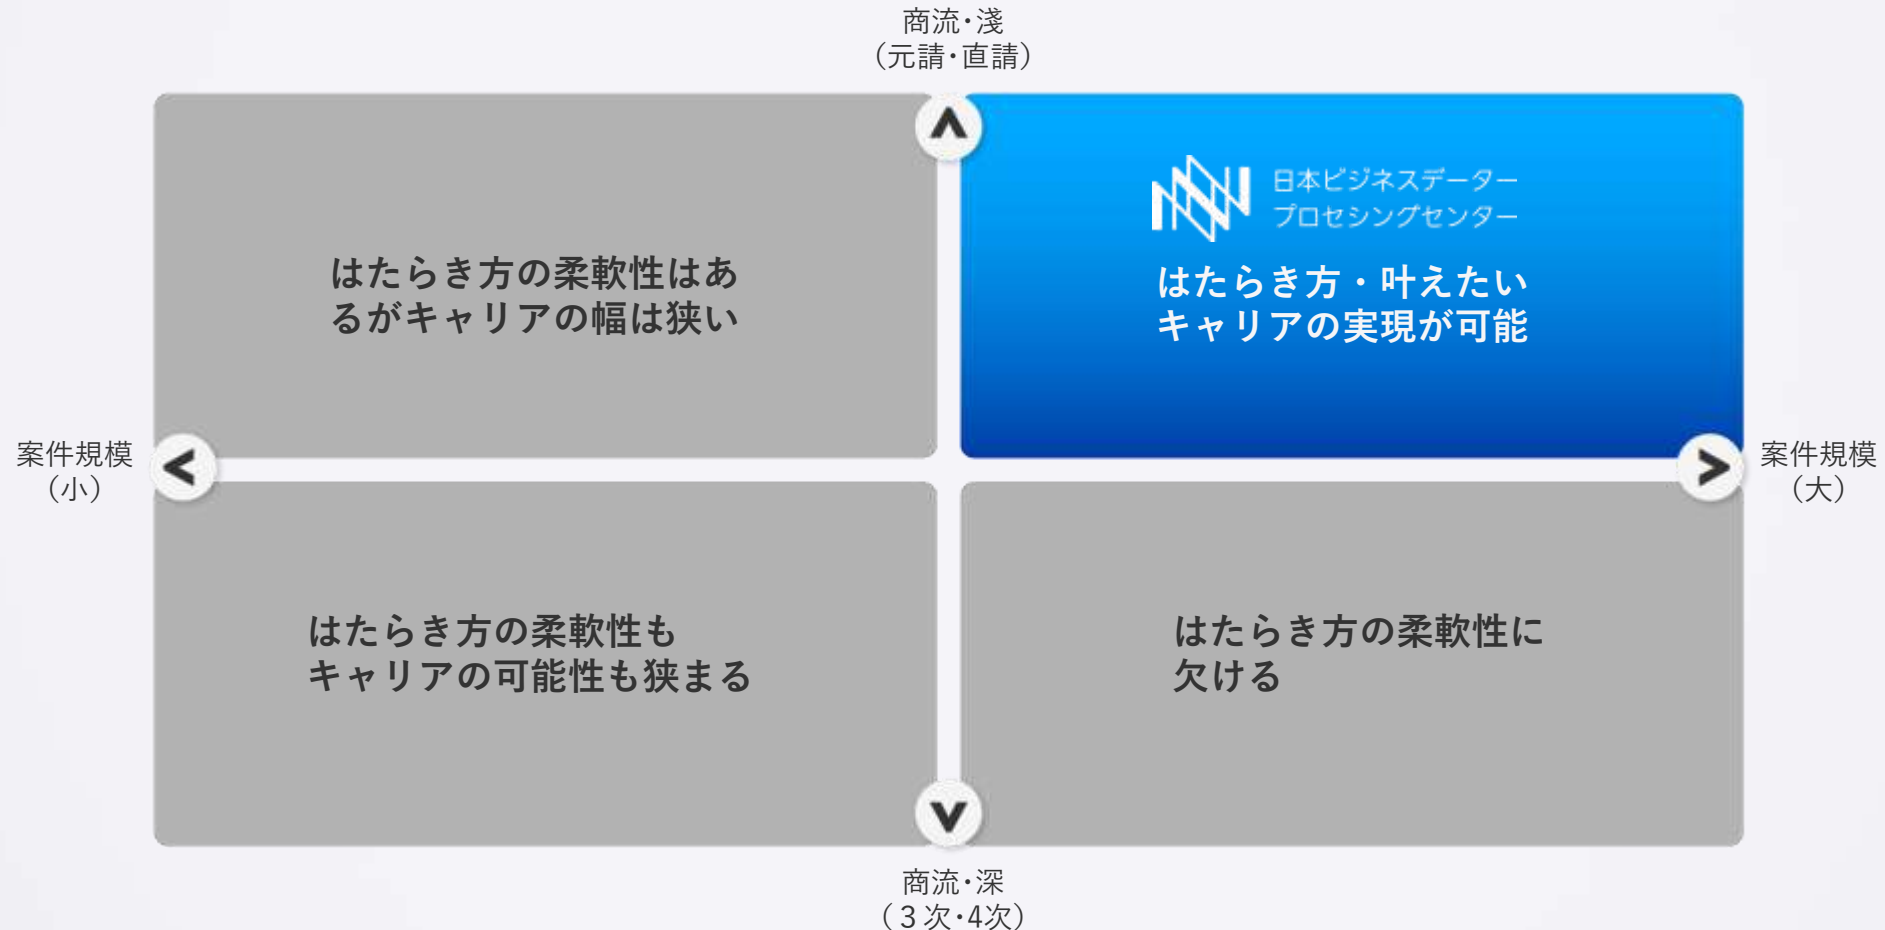 商流・淺
（元請・直請）
日本ビジネスデーター
プロセシングセンター
はたらき方の柔軟性はあ
るがキャリアの幅は狭い
はたらき方・叶えたい
キャリアの実現が可能
案件規模
（小）
案件規模
（大）
はたらき方の柔軟性も
キャリアの可能性も狭まる
はたらき方の柔軟性に
欠ける
商流・深
（３次・4次）